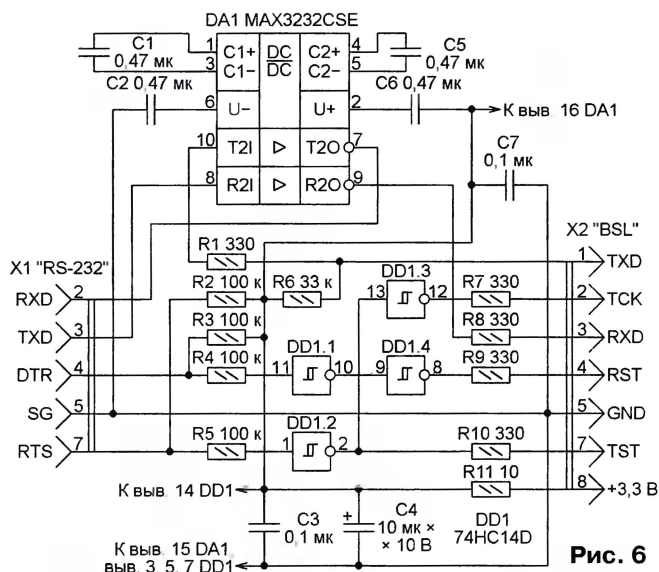 DA1 MAX3232CSE
C1
0,47 мк
1 C1+
3 C1−
DC
DC
C2+ 4
C2− 5
C5
0,47 мк
C2 0,47 мк
6 U−
U+ 2
C6 0,47 мк
К выв. 16 DA1
10 T2I
T2O 7
8 R2I
R2O 9
C7
0,1 мк
X1 "RS-232"
RXD 2
TXD 3
DTR 4
SG 5
RTS 7
R1 330
R2 100 к
R6 33 к
R3 100 к
R4 100 к
R5 100 к
DD1.1
11 10
DD1.2
1 2
DD1.3
13 12
DD1.4
9 8
R7 330
R8 330
R9 330
R10 330
R11 10
X2 "BSL"
1 TXD
2 TCK
3 RXD
4 RST
5 GND
7 TST
8 +3,3 В
К выв. 14 DD1
C3
0,1 мк
+
C4
10 мк ×
× 10 В
DD1
74HC14D
К выв. 15 DA1
выв. 3, 5, 7 DD1
Рис. 6